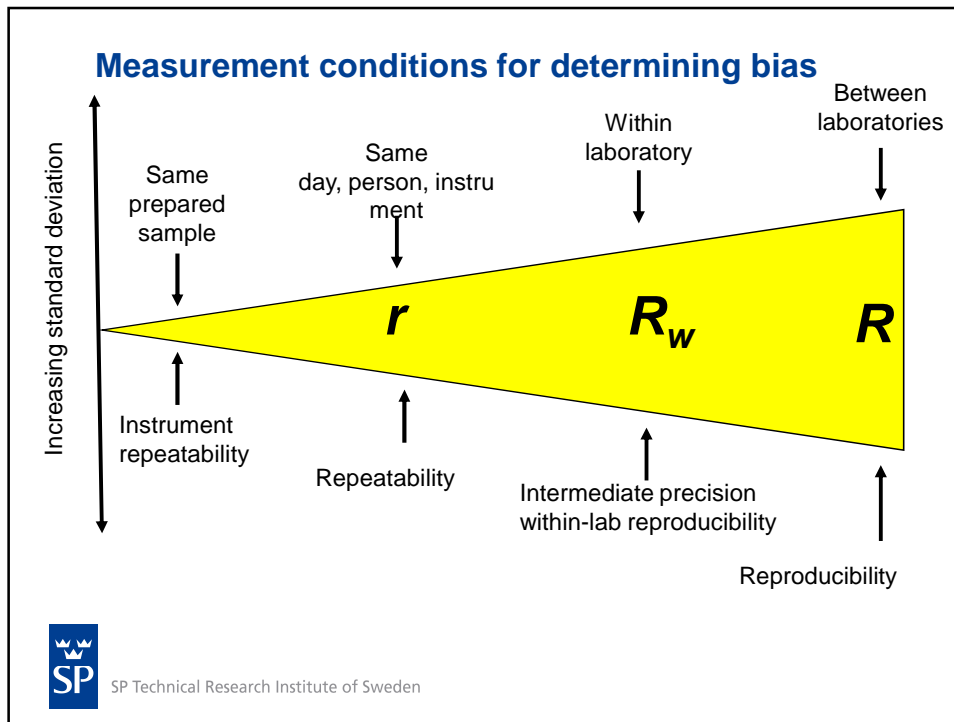 Measurement conditions for determining bias
Increasing standard deviation
Same
prepared
sample
Same
day, person, instru
ment
Within
laboratory
Between
laboratories
r
Rw
R
Instrument
repeatability
Repeatability
Intermediate precision
within-lab reproducibility
Reproducibility
SP
SP Technical Research Institute of Sweden